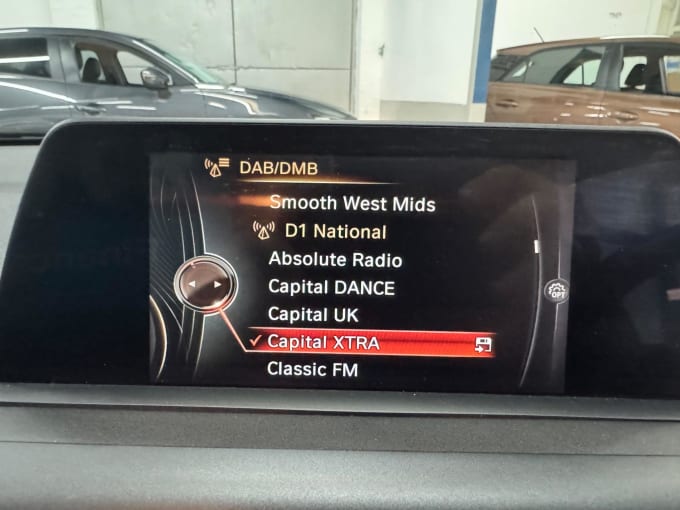 DAB/DMB
Smooth West Mids
D1 National
Absolute Radio
Capital DANCE
Capital UK
Capital XTRA
Classic FM
OPT